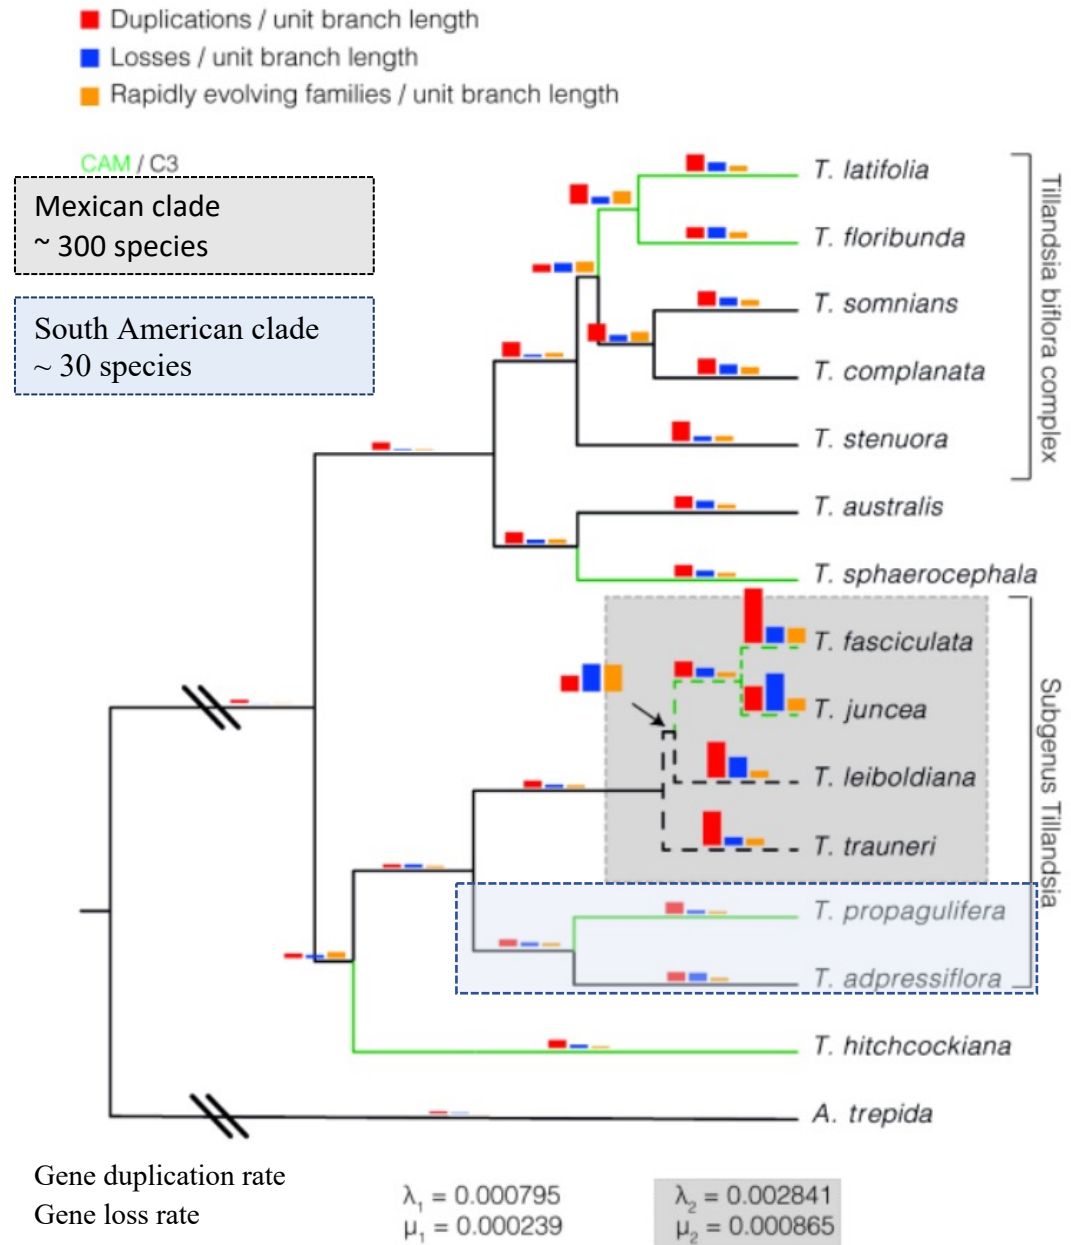 Duplications / unit branch length
Losses / unit branch length
Rapidly evolving families / unit branch length
CAM / C3
Mexican clade
~ 300 species
South American clade
~ 30 species
T. latifolia
T. floribunda
T. somnians
T. complanata
T. stenuora
Tillandsia biflora complex
T. australis
T. sphaerocephala
T. fasciculata
T. juncea
T. leiboldiana
T. trauneri
T. propagulifera
T. adpressiflora
Subgenus Tillandsia
T. hitchcockiana
A. trepida
Gene duplication rate
Gene loss rate
λ₁ = 0.000795
μ₁ = 0.000239
λ₂ = 0.002841
μ₂ = 0.000865